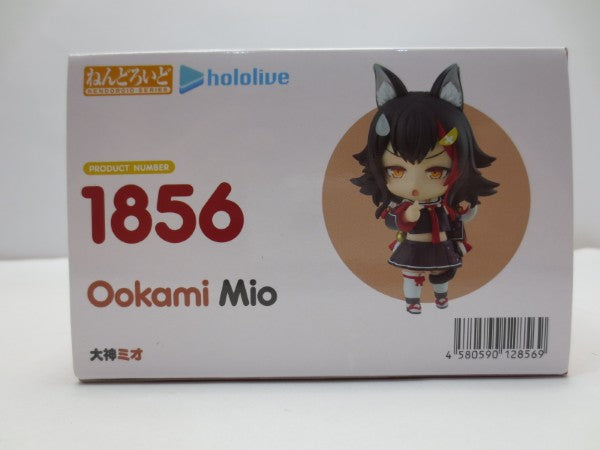 ねんどろいど
NENDOROID SERIES
hololive
PRODUCT NUMBER
1856
Ookami Mio
大神ミオ
4 580590 128569